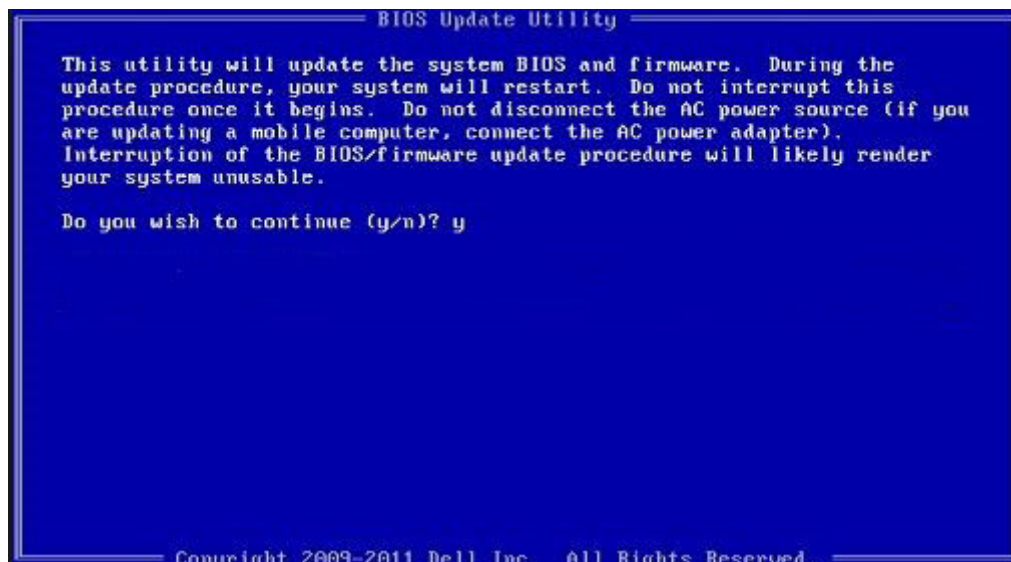 BIOS Update Utility
This utility will update the system BIOS and firmware. During the
update procedure, your system will restart. Do not interrupt this
procedure once it begins. Do not disconnect the AC power source (if you
are updating a mobile computer, connect the AC power adapter).
Interruption of the BIOS/firmware update procedure will likely render
your system unusable.
Do you wish to continue (y/n)? y
Copyright 2009-2011 Dell Inc. All Rights Reserved.